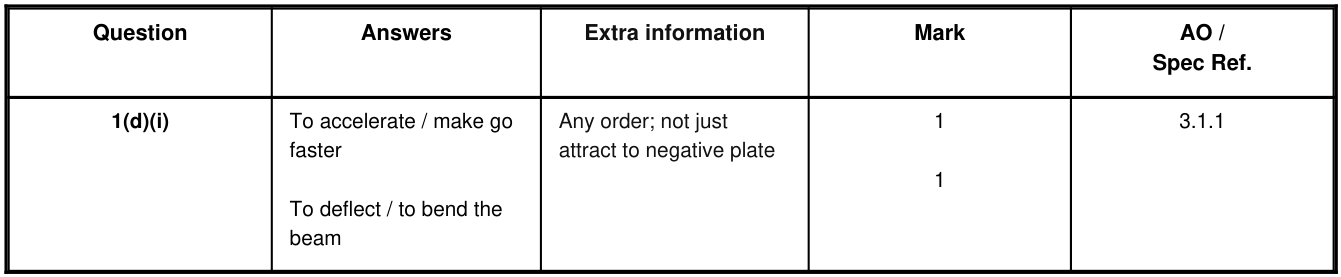 Question Answers Extra information Mark AO /
Spec Ref.
1(d)(i) To accelerate / make go Any order; not just 1 3.1.1
faster attract to negative plate
1
To deflect / to bend the
beam